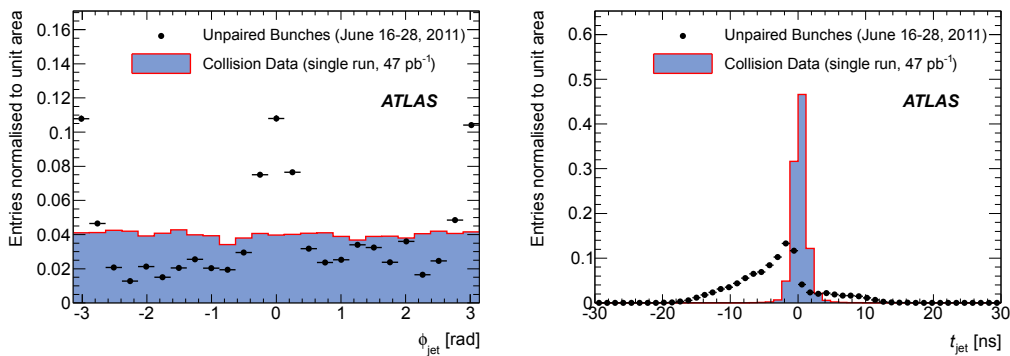 Entries normalised to unit area
0.16
0.14
0.12
0.1
0.08
0.06
0.04
0.02
0
Unpaired Bunches (June 16-28, 2011)
Collision Data (single run, 47 pb⁻¹)
ATLAS
-3 -2 -1 0 1 2 3
ϕjet [rad]
Entries normalised to unit area
0.6
0.5
0.4
0.3
0.2
0.1
0
Unpaired Bunches (June 16-28, 2011)
Collision Data (single run, 47 pb⁻¹)
ATLAS
-30 -20 -10 0 10 20 30
tjet [ns]